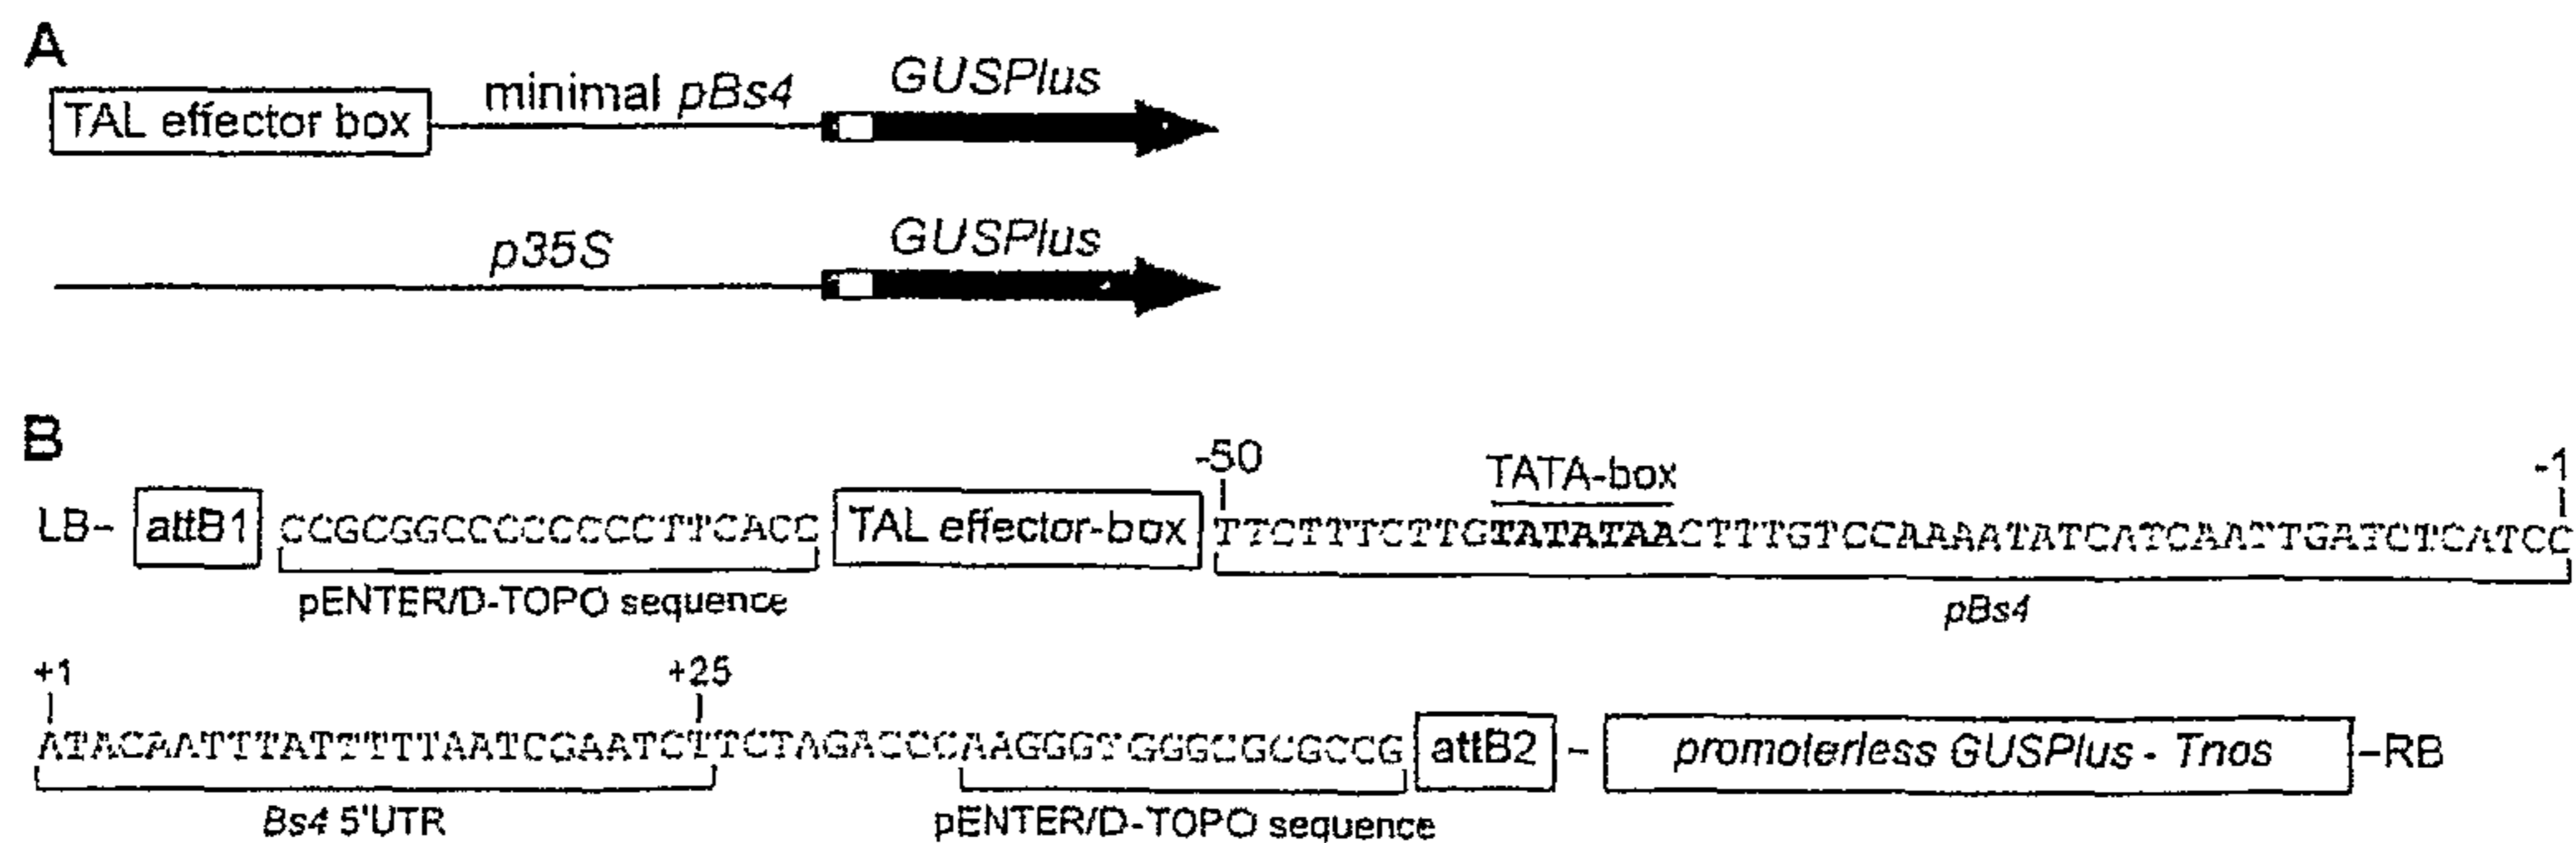 A
TAL effector box
minimal pBs4
GUSPlus
p35S
GUSPlus
B
-50
TATA-box
-1
LB– attB1 CCGCGGCCCCCCCCTTCACC TAL effector-box TTCTTTCTTGTATATAACTTTGTCCAAAATATCATCAATTGATCTCATCC
pENTER/D-TOPO sequence
pBs4
+1
+25
ATACAATTTATTTTTAATCGAATCTTCTAGACCCAAGGGTGGGCGCGCCG attB2 – promoterless GUSPlus - Tnos –RB
Bs4 5'UTR
pENTER/D-TOPO sequence